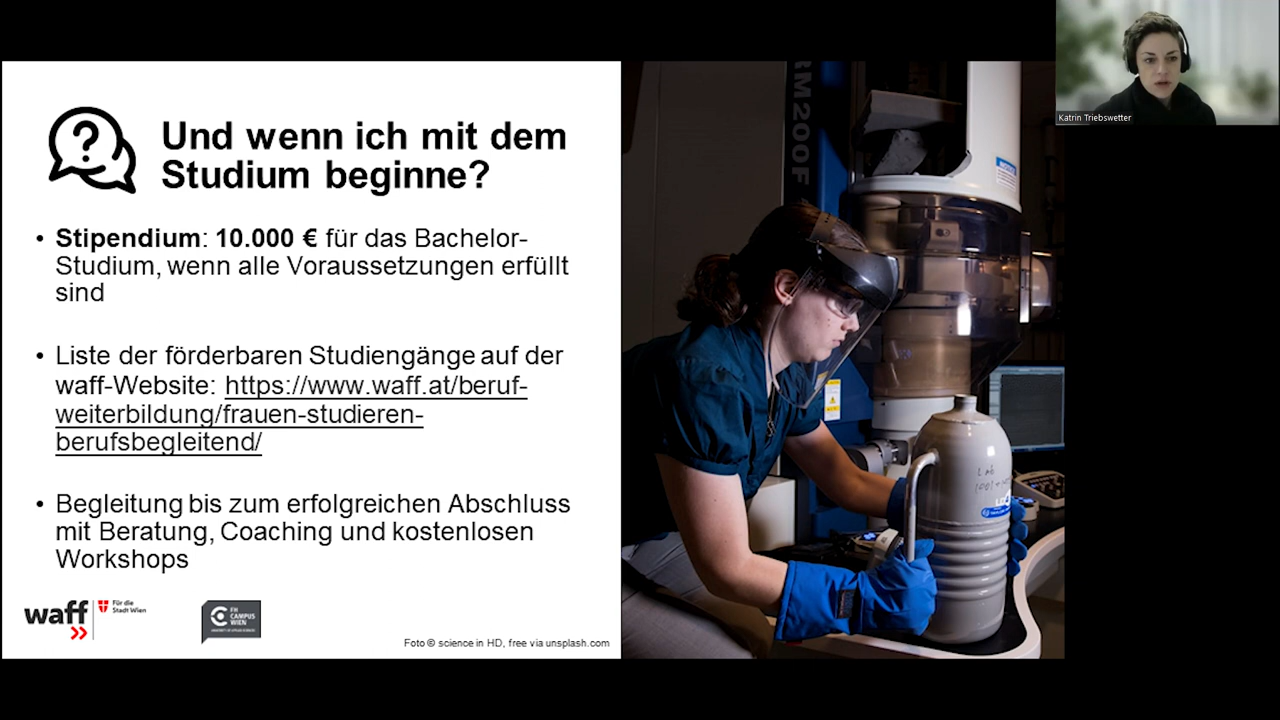 Und wenn ich mit dem
Studium beginne?
• Stipendium: 10.000 € für das Bachelor-
Studium, wenn alle Voraussetzungen erfüllt
sind
• Liste der förderbaren Studiengänge auf der
waff-Website: https://www.waff.at/beruf-
weiterbildung/frauen-studieren-
berufsbegleitend/
• Begleitung bis zum erfolgreichen Abschluss
mit Beratung, Coaching und kostenlosen
Workshops
waff
Für die
Stadt Wien
FH
CAMPUS
WIEN
Foto © science in HD, free via unsplash.com
RM200F
Lab
Katrin Triebswetter